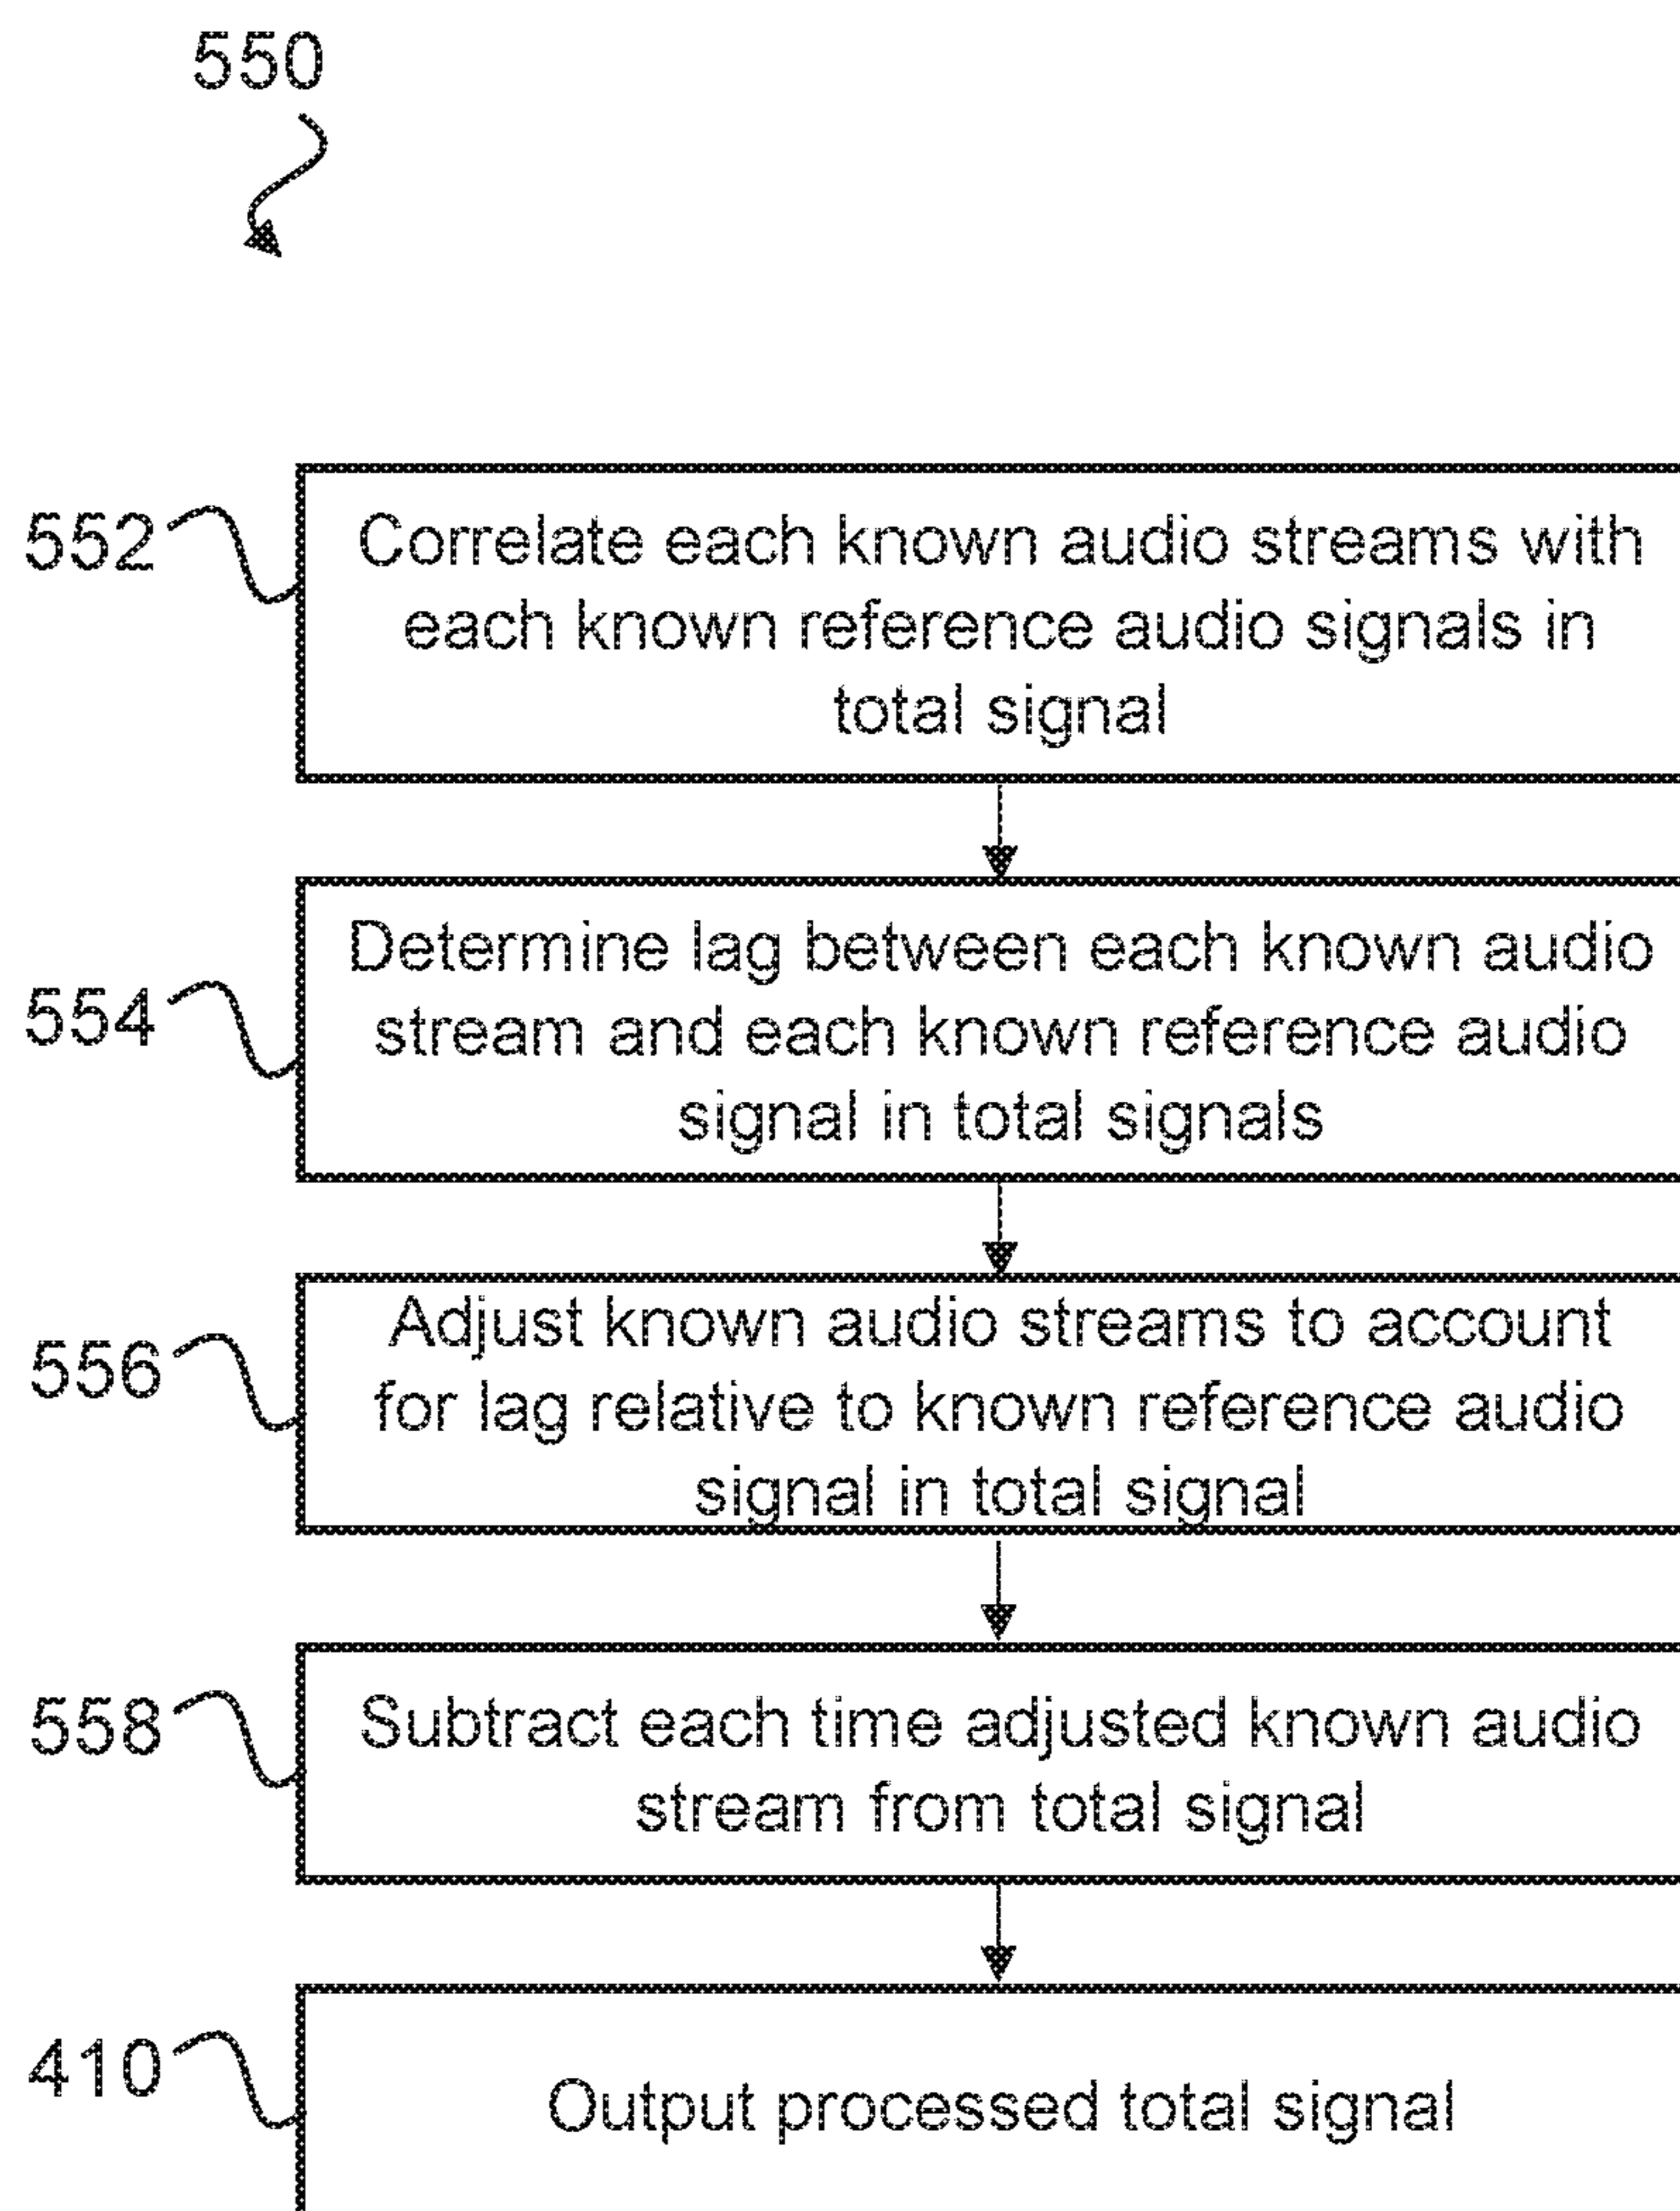 550
552
Correlate each known audio streams with
each known reference audio signals in
total signal
554
Determine lag between each known audio
stream and each known reference audio
signal in total signals
556
Adjust known audio streams to account
for lag relative to known reference audio
signal in total signal
558
Subtract each time adjusted known audio
stream from total signal
410
Output processed total signal